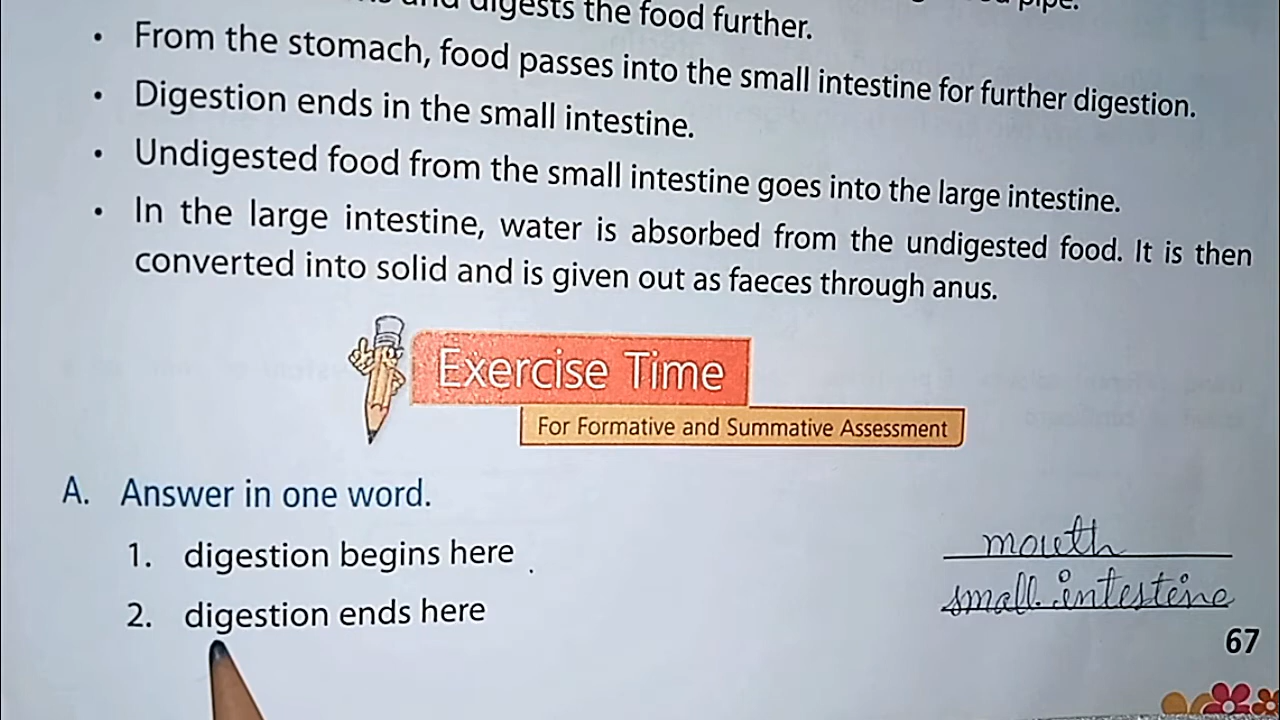 digests the food further.
• From the stomach, food passes into the small intestine for further digestion.
• Digestion ends in the small intestine.
• Undigested food from the small intestine goes into the large intestine.
• In the large intestine, water is absorbed from the undigested food. It is then
converted into solid and is given out as faeces through anus.
Exercise Time
For Formative and Summative Assessment
A. Answer in one word.
1. digestion begins here mouth
2. digestion ends here small intestine
67